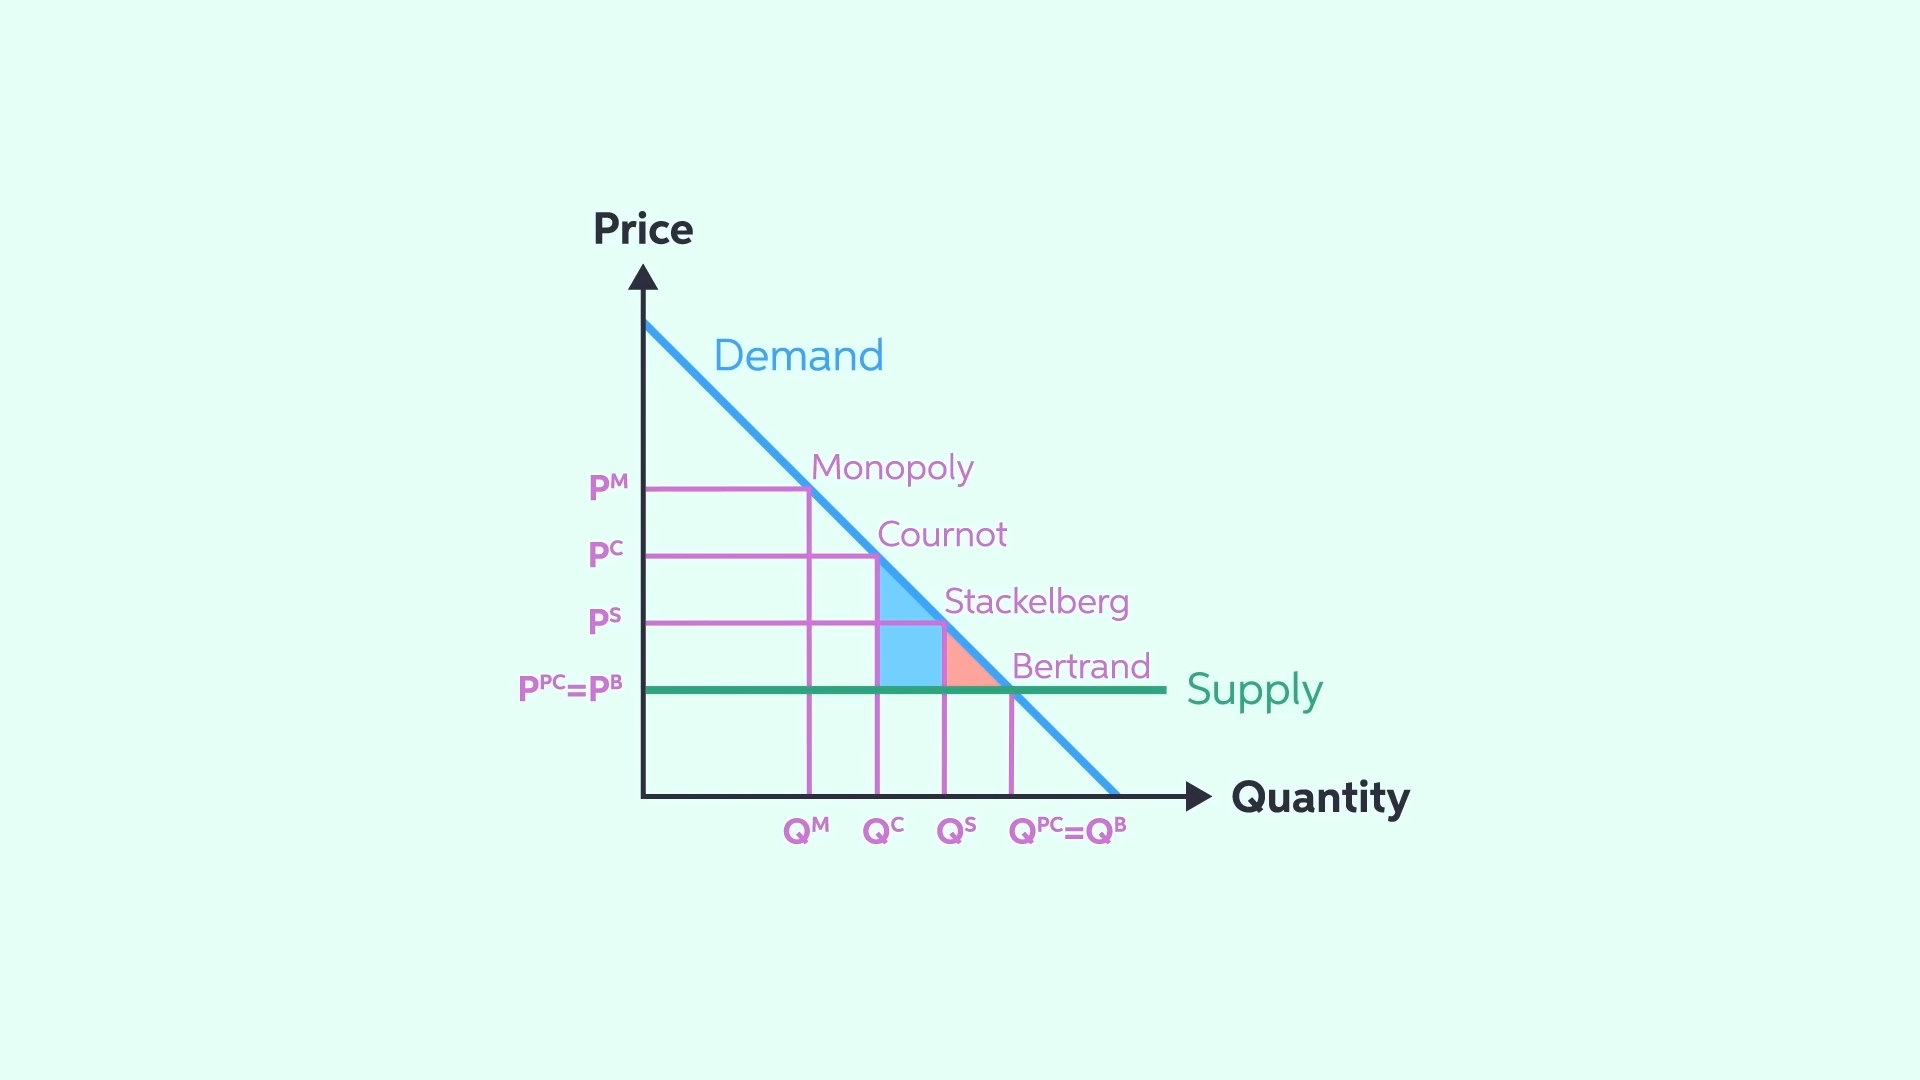 Price
Demand
Monopoly
Pᴹ
Cournot
Pᶜ
Stackelberg
Pˢ
Bertrand
Pᴾᶜ=Pᴮ
Supply
Quantity
Qᴹ Qᶜ Qˢ Qᴾᶜ=Qᴮ